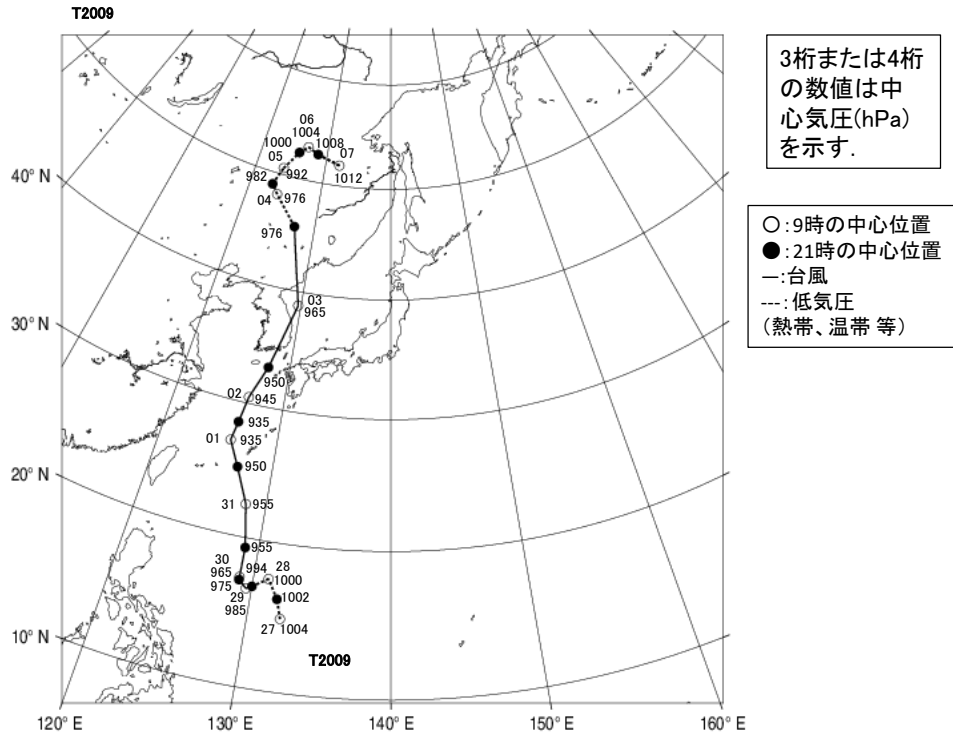 T2009
3桁または4桁
の数値は中
心気圧(hPa)
を示す.
○:9時の中心位置
●:21時の中心位置
—:台風
---:低気圧
(熱帯、温帯 等)
06
1004
1000
1008
07
1012
05
992
982
04
976
976
03
965
950
02
945
935
01
935
950
31
955
955
30
994
965
975
29
985
28
1000
1002
27 1004
T2009
40° N
30° N
20° N
10° N
120° E
130° E
140° E
150° E
160° E